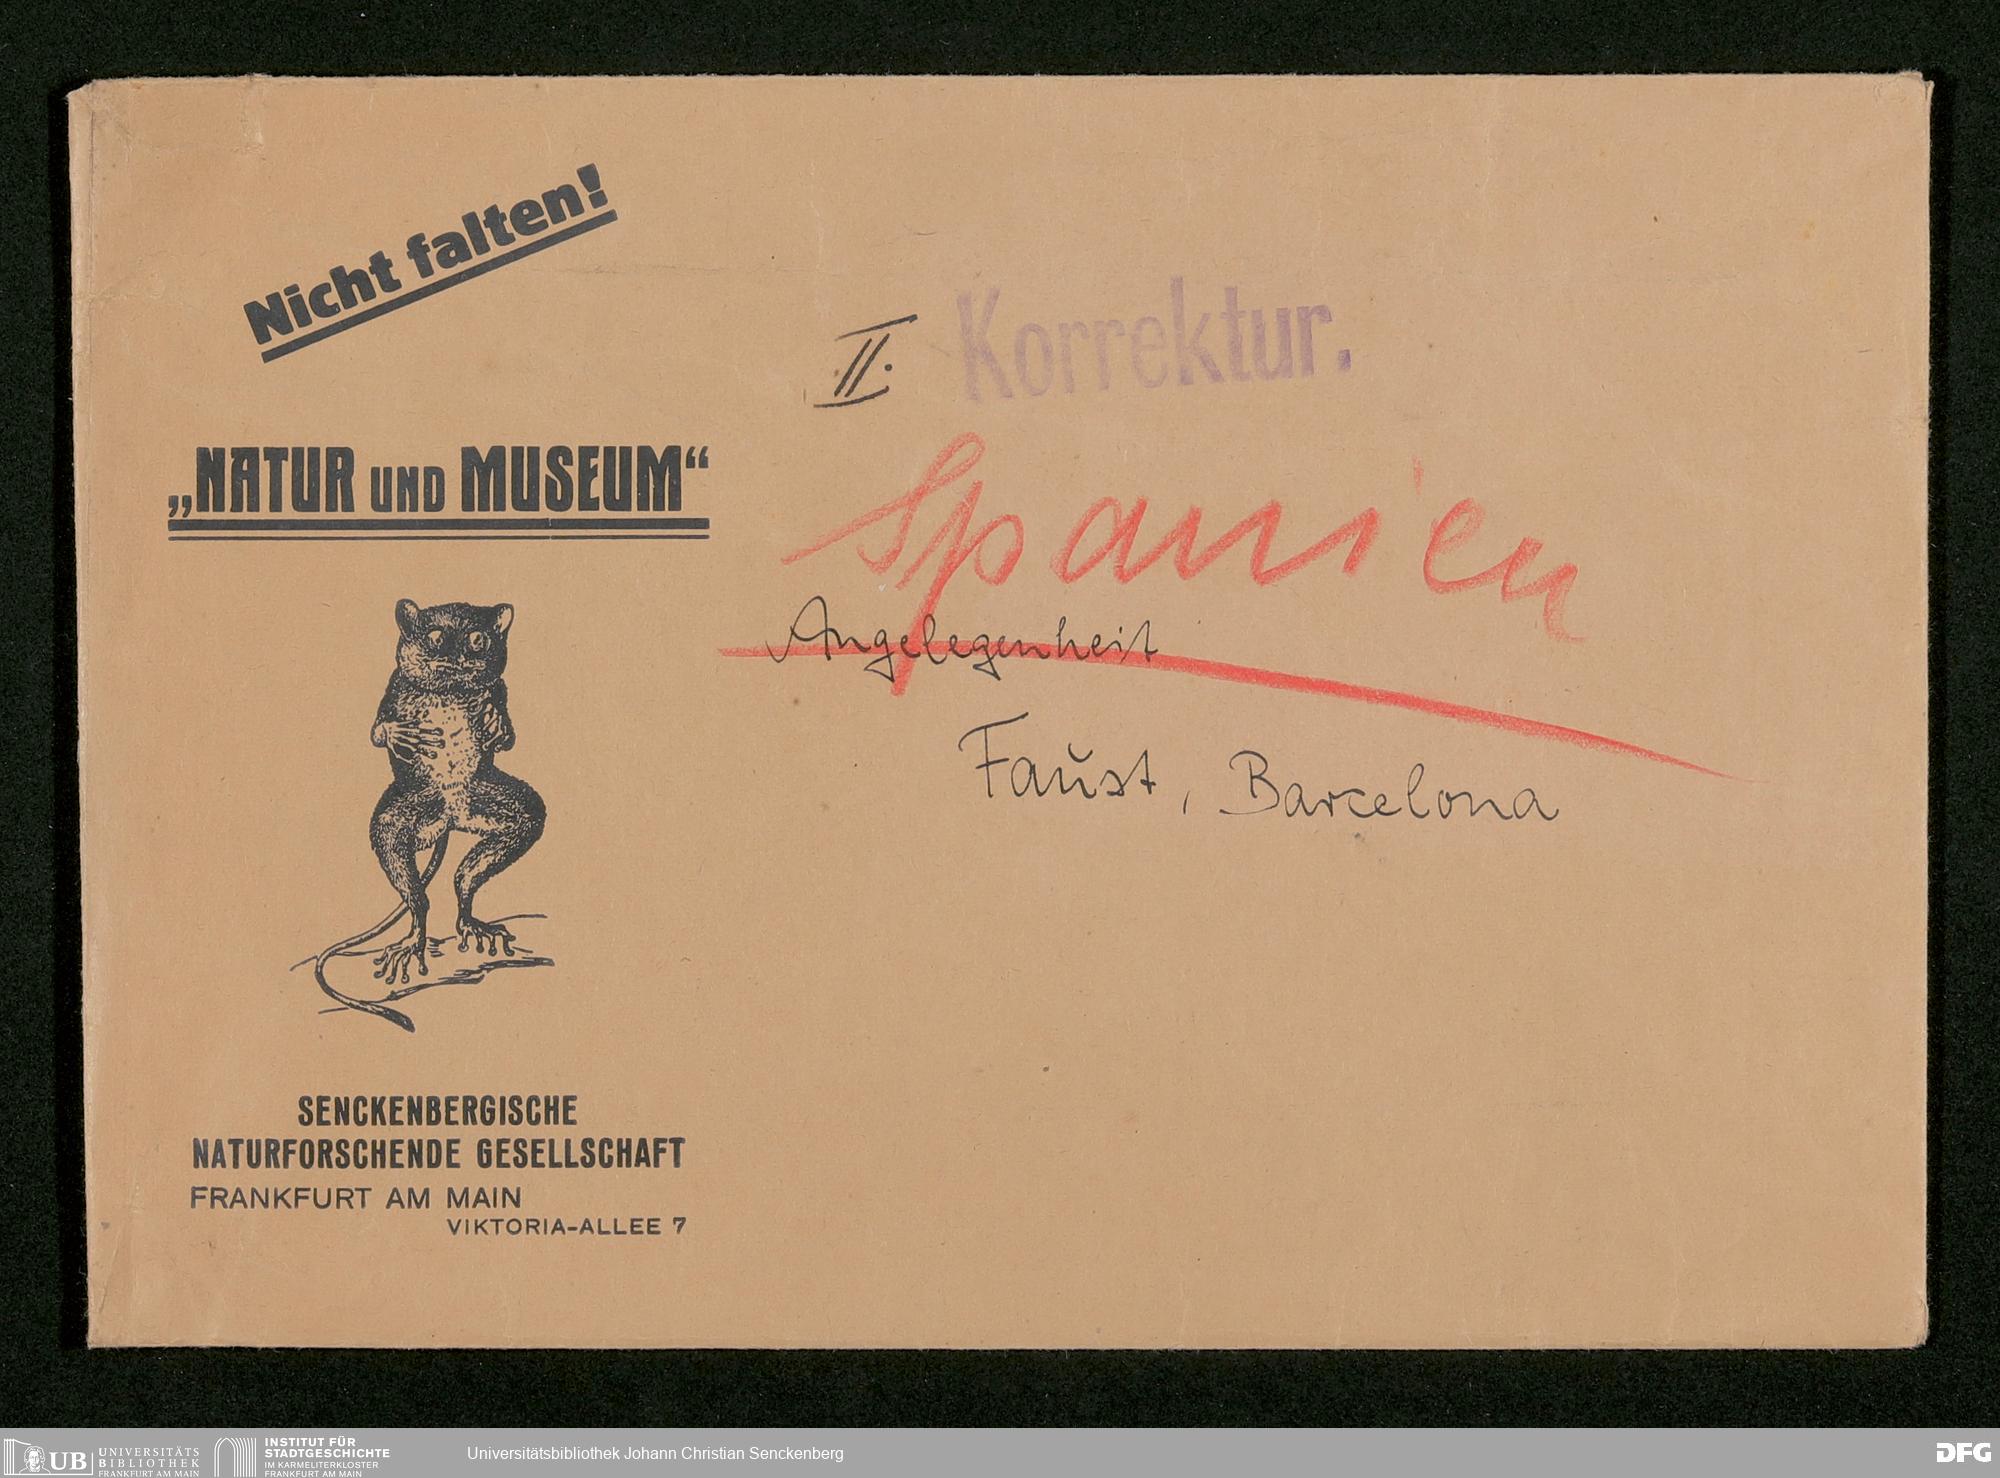 Nicht falten!
„NATUR UND MUSEUM“
SENCKENBERGISCHE
NATURFORSCHENDE GESELLSCHAFT
FRANKFURT AM MAIN
VIKTORIA-ALLEE 7
II. Korrektur.
Spanien
Angelegenheit
Faust, Barcelona
UB
UNIVERSITÄTS
BIBLIOTHEK
FRANKFURT AM MAIN
INSTITUT FÜR
STADTGESCHICHTE
IM KARMELITERKLOSTER
FRANKFURT AM MAIN
Universitätsbibliothek Johann Christian Senckenberg
DFG